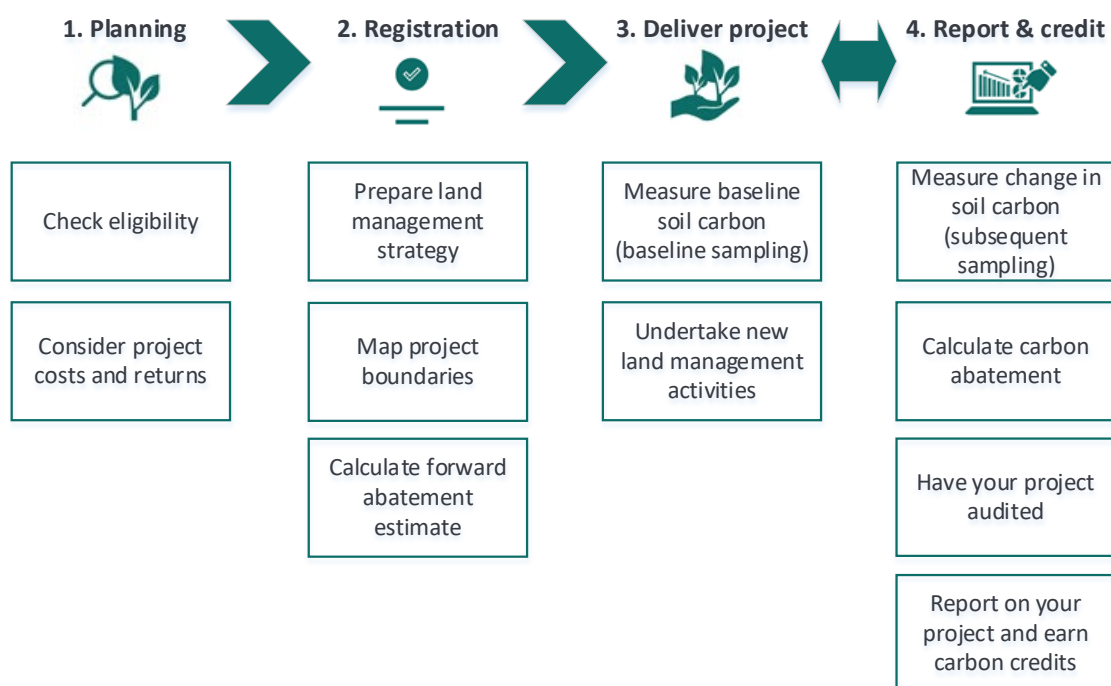 1. Planning
2. Registration
3. Deliver project
4. Report & credit
Check eligibility
Consider project
costs and returns
Prepare land
management
strategy
Map project
boundaries
Calculate forward
abatement
estimate
Measure baseline
soil carbon
(baseline sampling)
Undertake new
land management
activities
Measure change in
soil carbon
(subsequent
sampling)
Calculate carbon
abatement
Have your project
audited
Report on your
project and earn
carbon credits